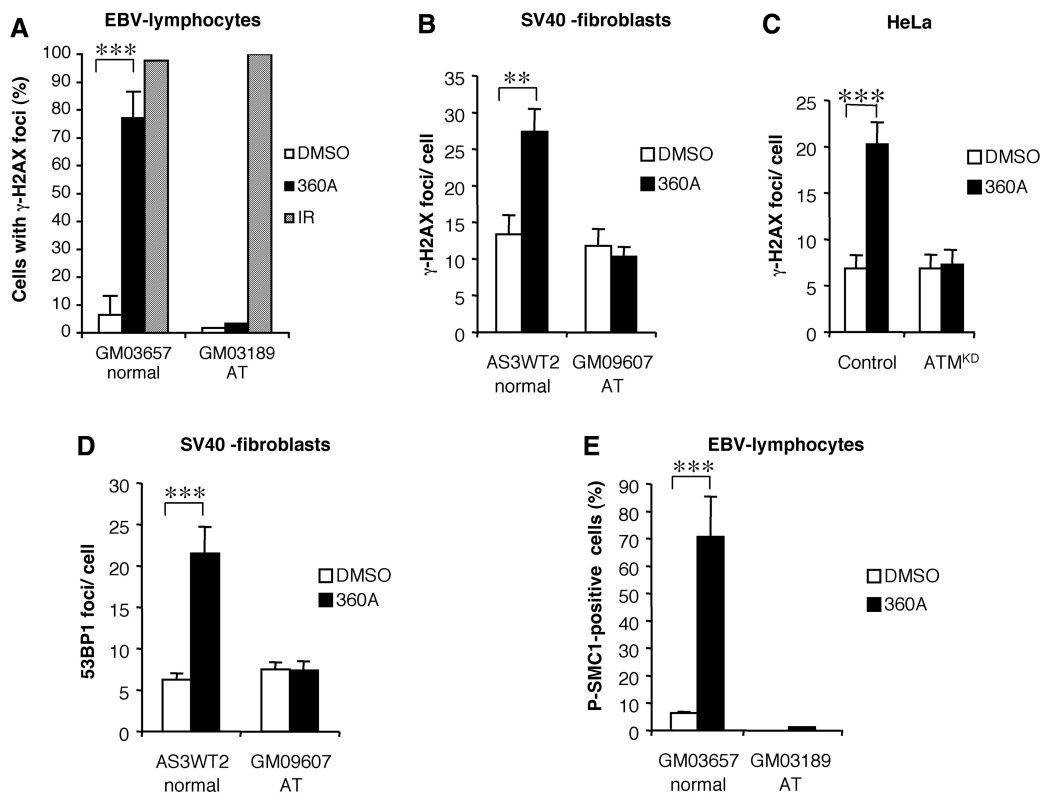 A
EBV-lymphocytes
Cells with γ-H2AX foci (%)
100
90
80
70
60
50
40
30
20
10
0
***
DMSO
360A
IR
GM03657
normal
GM03189
AT
B
SV40 -fibroblasts
γ-H2AX foci/ cell
35
30
25
20
15
10
5
0
**
DMSO
360A
AS3WT2
normal
GM09607
AT
C
HeLa
γ-H2AX foci/ cell
25
20
15
10
5
0
***
DMSO
360A
Control
ATMKD
D
SV40 -fibroblasts
53BP1 foci/ cell
30
25
20
15
10
5
0
***
DMSO
360A
AS3WT2
normal
GM09607
AT
E
EBV-lymphocytes
P-SMC1-positive cells (%)
90
80
70
60
50
40
30
20
10
0
***
DMSO
360A
GM03657
normal
GM03189
AT